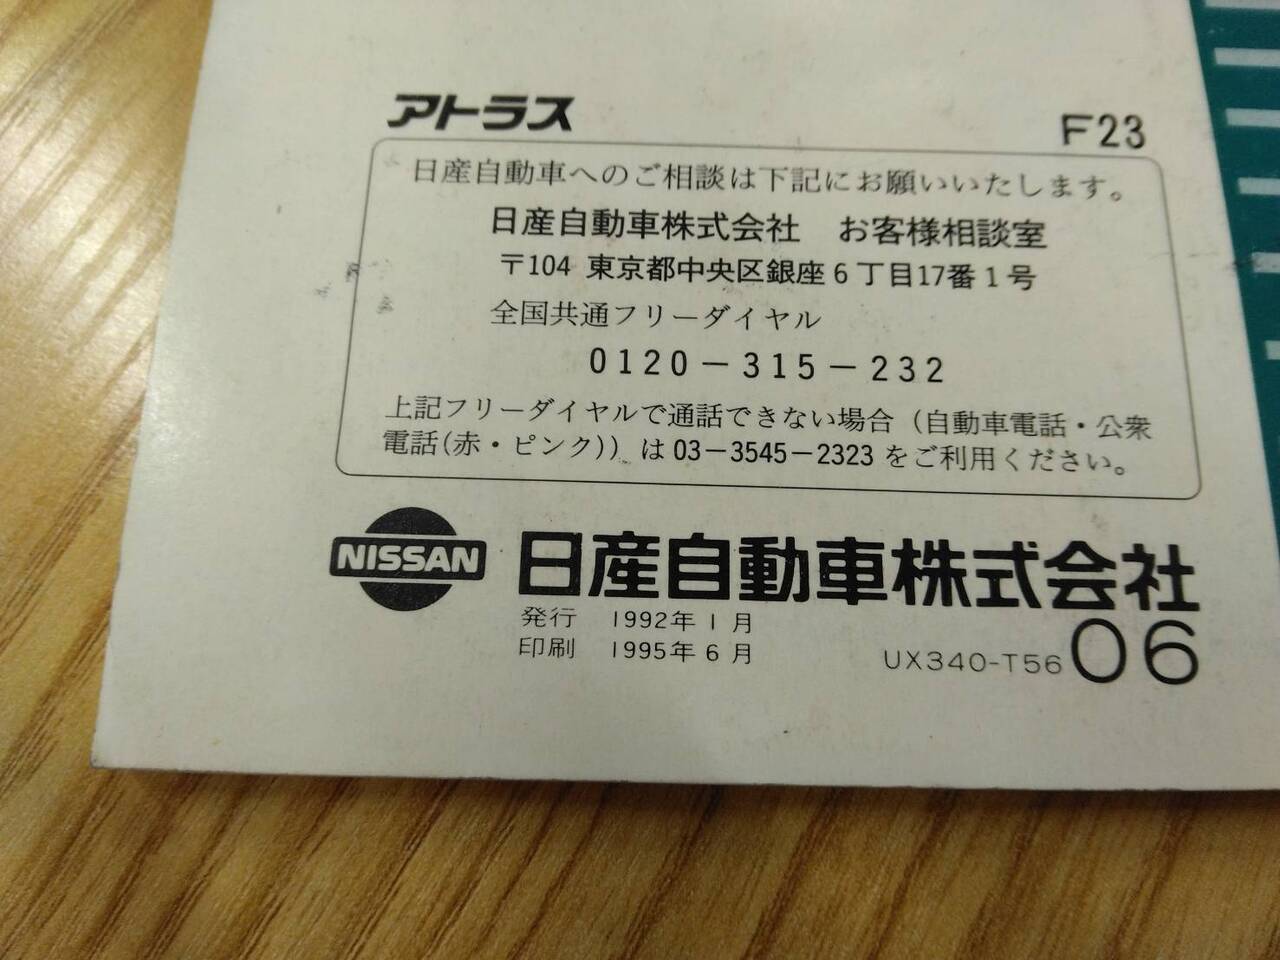 アトラス
F23
日産自動車へのご相談は下記にお願いいたします。
日産自動車株式会社 お客様相談室
〒104 東京都中央区銀座6丁目17番1号
全国共通フリーダイヤル
0120-315-232
上記フリーダイヤルで通話できない場合(自動車電話・公衆
電話(赤・ピンク))は03-3545-2323をご利用ください。
NISSAN 日産自動車株式会社
発行 1992年1月
印刷 1995年6月
UX340-T5606